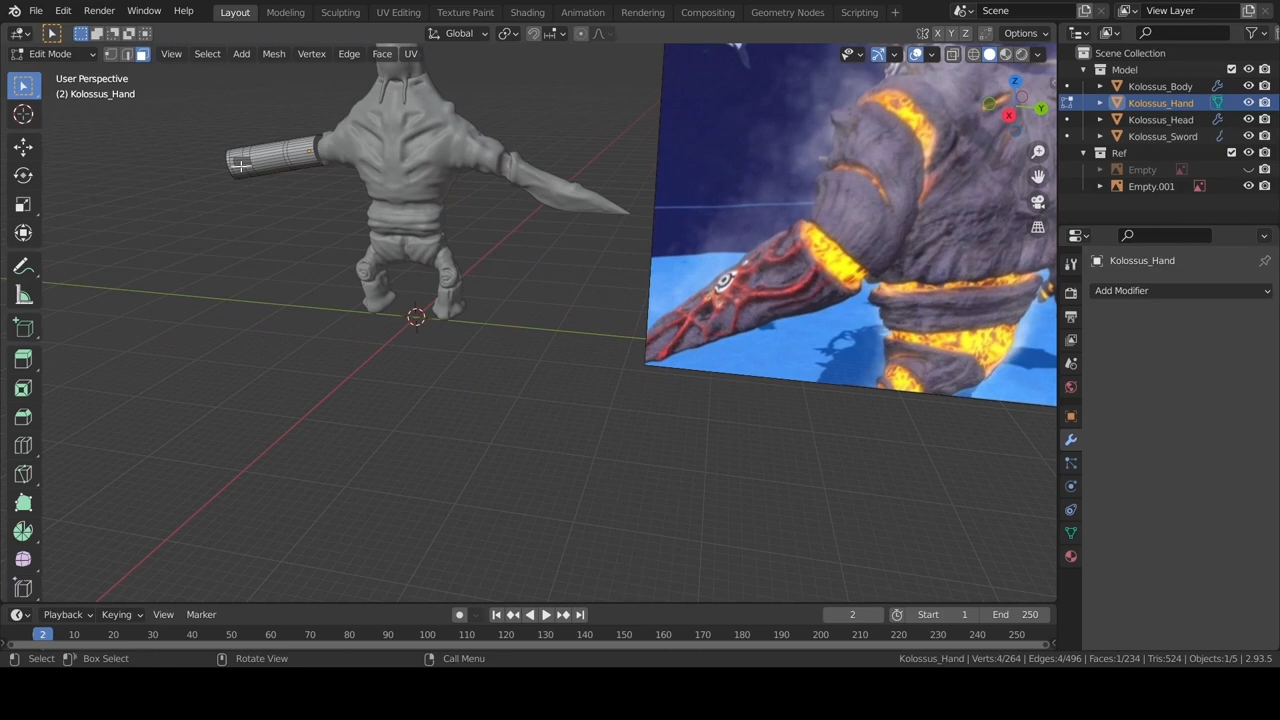 File Edit Render Window Help Layout Modeling Sculpting UV Editing Texture Paint Shading Animation Rendering Compositing Geometry Nodes Scripting + Scene View Layer
Global Options
Edit Mode View Select Add Mesh Vertex Edge Face UV X Y Z
User Perspective
(2) Kolossus_Hand
Z
Y
X
Scene Collection
Model
Kolossus_Body
Kolossus_Hand
Kolossus_Head
Kolossus_Sword
Ref
Empty
Empty.001
Kolossus_Hand
Add Modifier
Playback Keying View Marker 2 Start 1 End 250
2 10 20 30 40 50 60 70 80 90 100 110 120 130 140 150 160 170 180 190 200 210 220 230 240 250
Select Box Select Rotate View Call Menu Kolossus_Hand | Verts:4/264 | Edges:4/496 | Faces:1/234 | Tris:524 | Objects:1/5 | 2.93.5